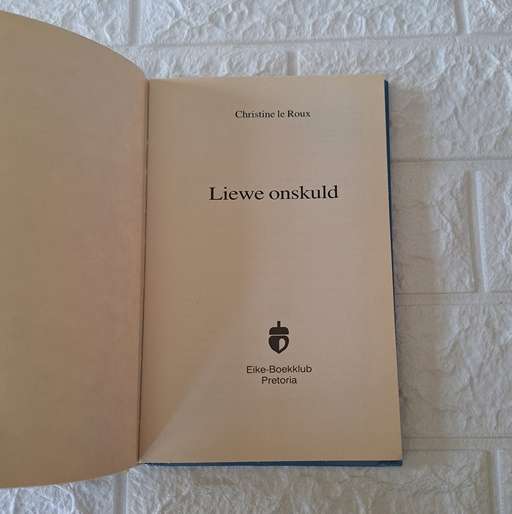 Christine le Roux
Liewe onskuld
Eike-Boekklub
Pretoria